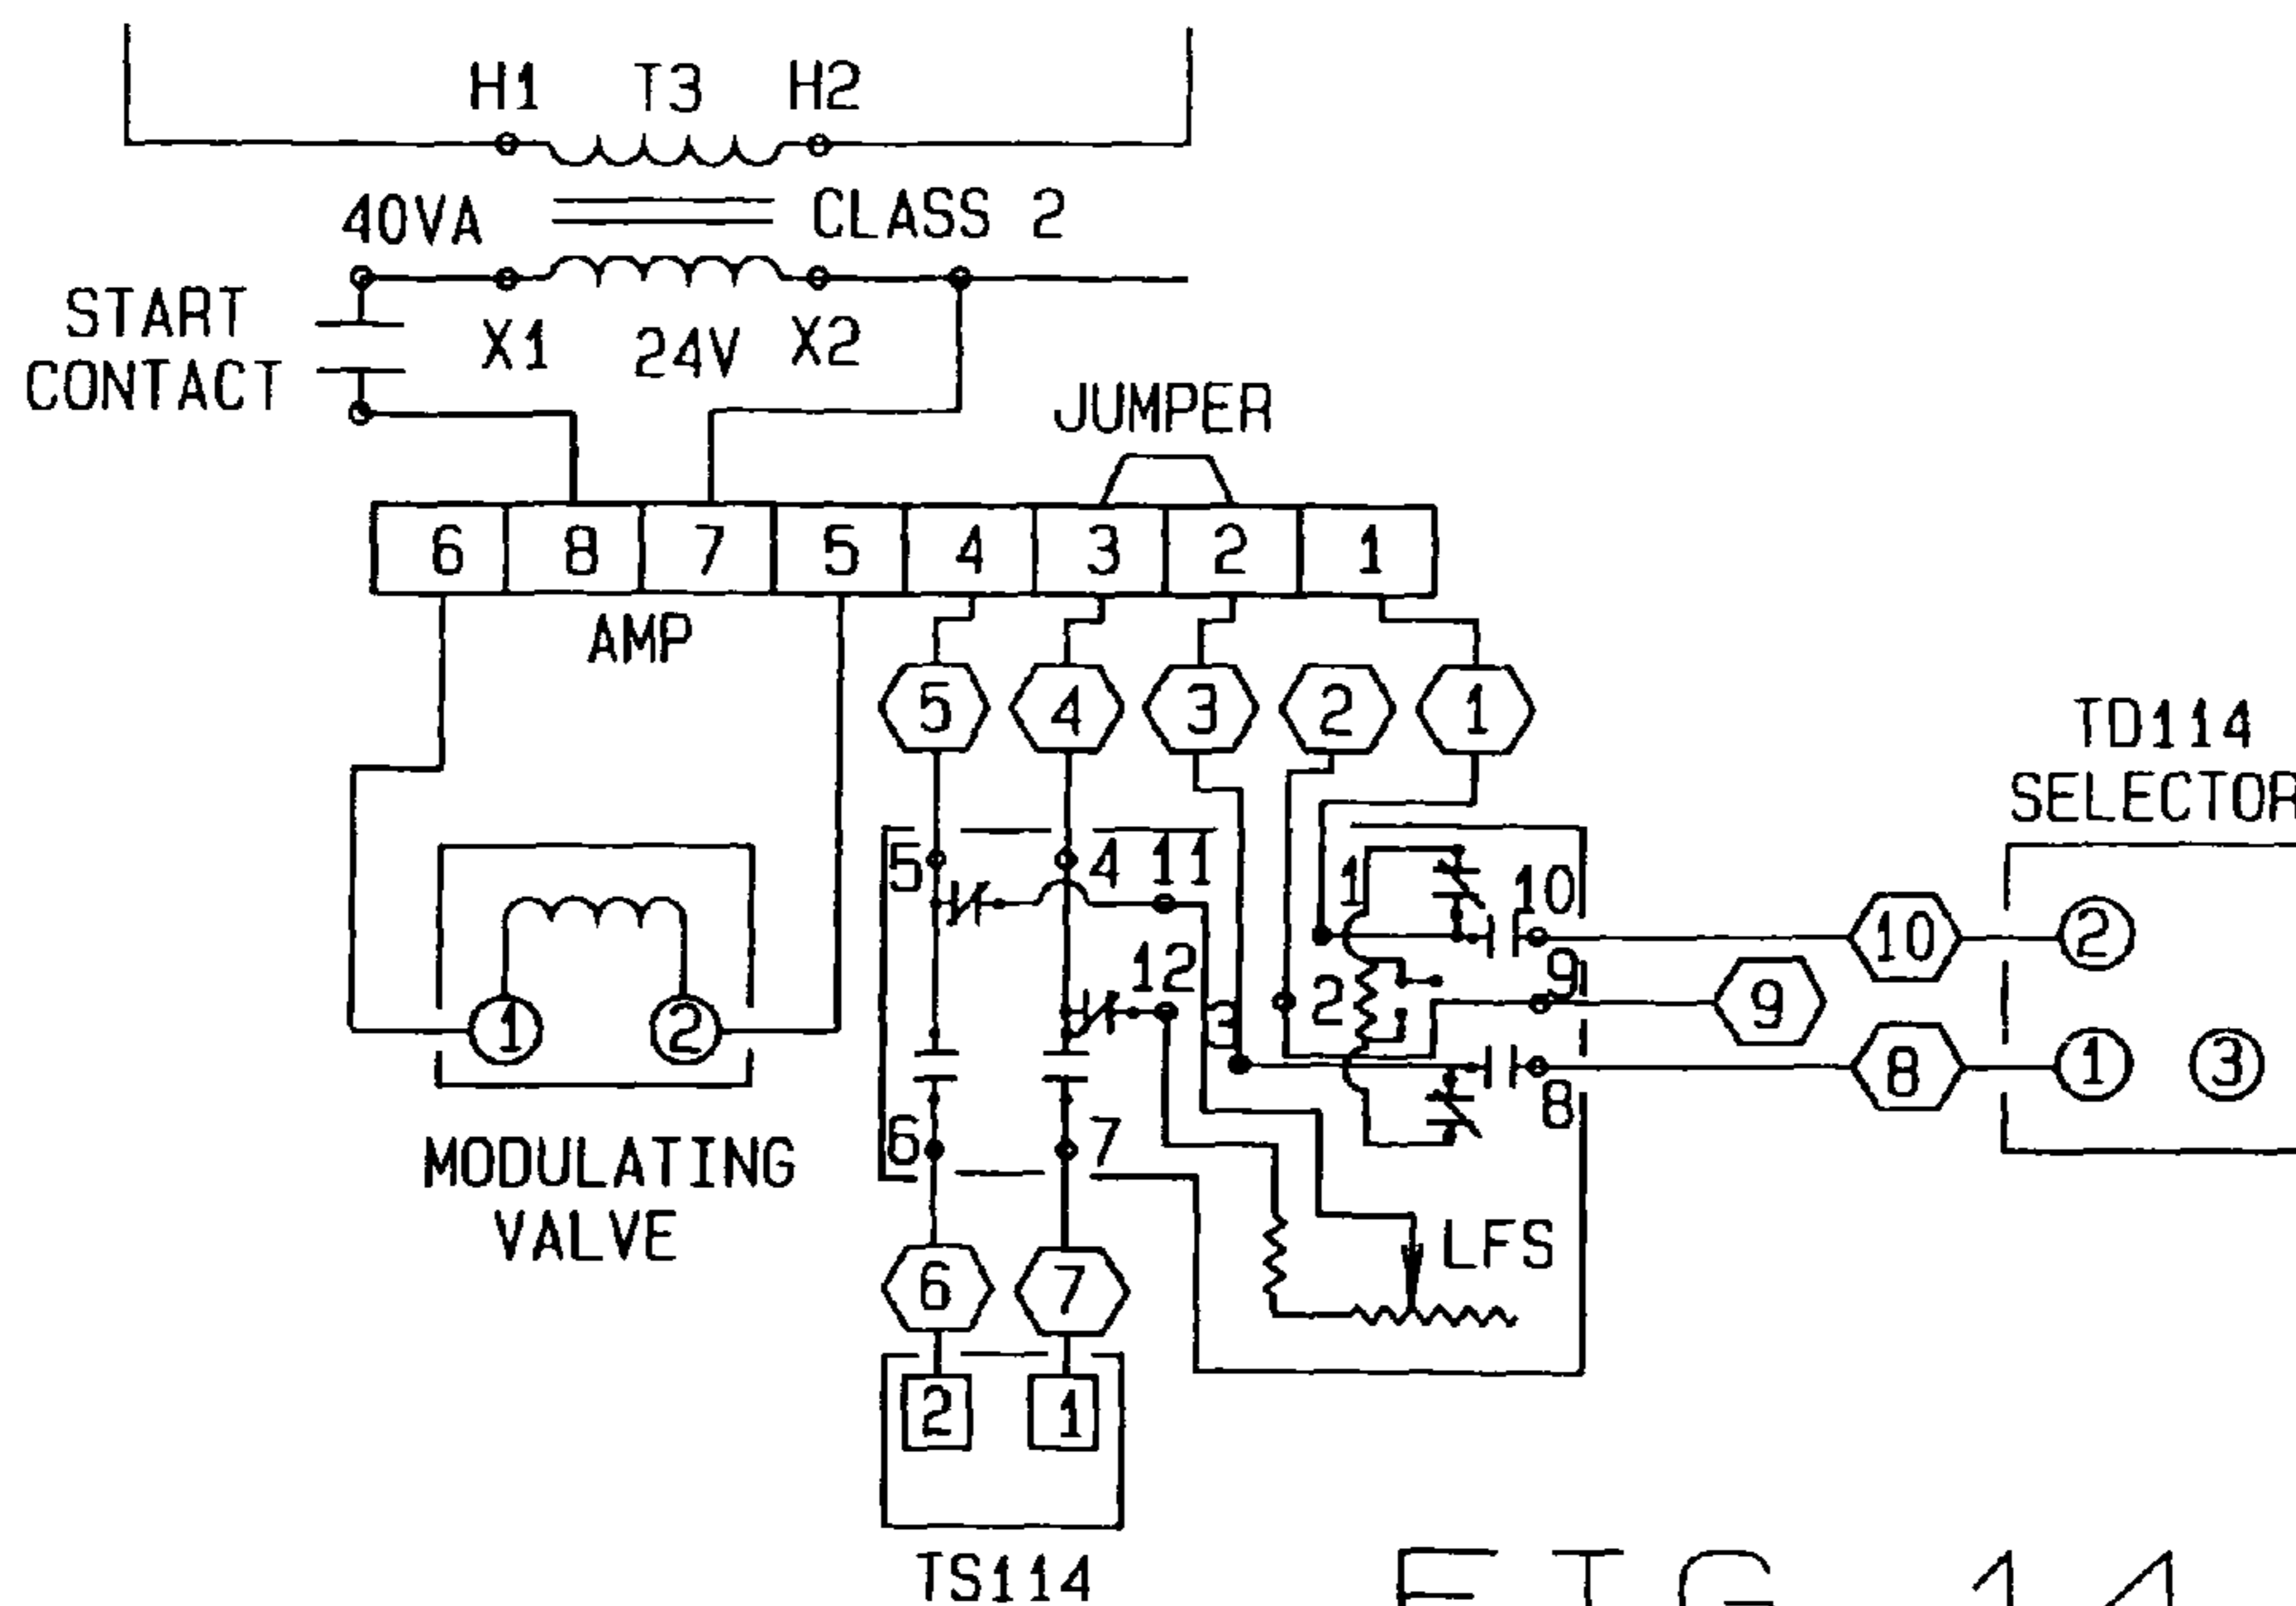 H1 T3 H2
40VA CLASS 2
START
CONTACT
X1 24V X2
JUMPER
6 8 7 5 4 3 2 1
AMP
5 4 3 2 1
TD114
SELECTOR
5 4 11 1 10
10 2
12 2 9
9
1 2
3
8 1 3
8
6 7
MODULATING
VALVE
LFS
6 7
2 1
TS114
FIG 14